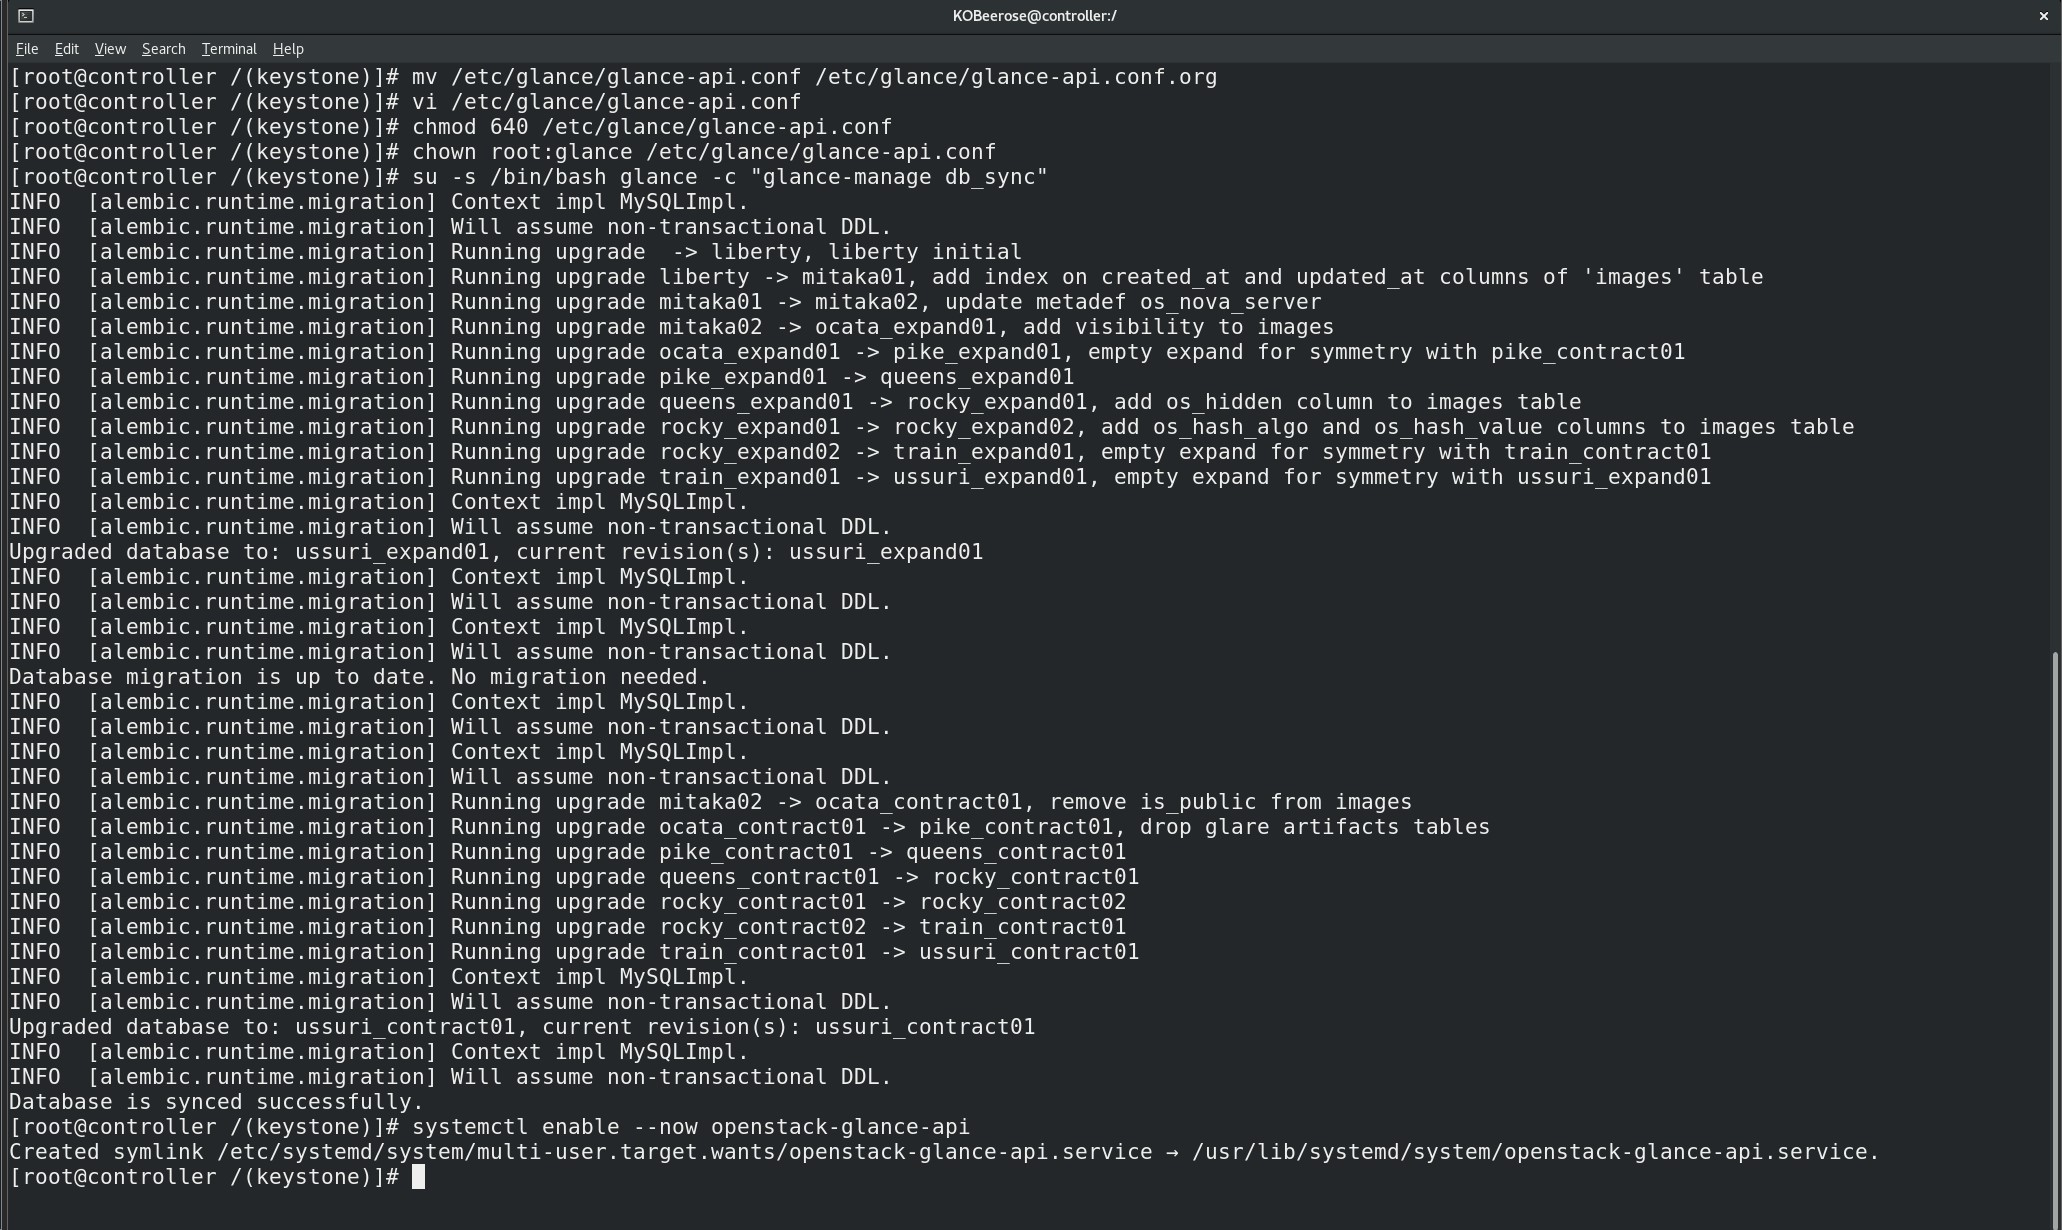 KOBeerose@controller:/
×
File Edit View Search Terminal Help
[root@controller /(keystone)]# mv /etc/glance/glance-api.conf /etc/glance/glance-api.conf.org
[root@controller /(keystone)]# vi /etc/glance/glance-api.conf
[root@controller /(keystone)]# chmod 640 /etc/glance/glance-api.conf
[root@controller /(keystone)]# chown root:glance /etc/glance/glance-api.conf
[root@controller /(keystone)]# su -s /bin/bash glance -c "glance-manage db_sync"
INFO  [alembic.runtime.migration] Context impl MySQLImpl.
INFO  [alembic.runtime.migration] Will assume non-transactional DDL.
INFO  [alembic.runtime.migration] Running upgrade  -> liberty, liberty initial
INFO  [alembic.runtime.migration] Running upgrade liberty -> mitaka01, add index on created_at and updated_at columns of 'images' table
INFO  [alembic.runtime.migration] Running upgrade mitaka01 -> mitaka02, update metadef os_nova_server
INFO  [alembic.runtime.migration] Running upgrade mitaka02 -> ocata_expand01, add visibility to images
INFO  [alembic.runtime.migration] Running upgrade ocata_expand01 -> pike_expand01, empty expand for symmetry with pike_contract01
INFO  [alembic.runtime.migration] Running upgrade pike_expand01 -> queens_expand01
INFO  [alembic.runtime.migration] Running upgrade queens_expand01 -> rocky_expand01, add os_hidden column to images table
INFO  [alembic.runtime.migration] Running upgrade rocky_expand01 -> rocky_expand02, add os_hash_algo and os_hash_value columns to images table
INFO  [alembic.runtime.migration] Running upgrade rocky_expand02 -> train_expand01, empty expand for symmetry with train_contract01
INFO  [alembic.runtime.migration] Running upgrade train_expand01 -> ussuri_expand01, empty expand for symmetry with ussuri_expand01
INFO  [alembic.runtime.migration] Context impl MySQLImpl.
INFO  [alembic.runtime.migration] Will assume non-transactional DDL.
Upgraded database to: ussuri_expand01, current revision(s): ussuri_expand01
INFO  [alembic.runtime.migration] Context impl MySQLImpl.
INFO  [alembic.runtime.migration] Will assume non-transactional DDL.
INFO  [alembic.runtime.migration] Context impl MySQLImpl.
INFO  [alembic.runtime.migration] Will assume non-transactional DDL.
Database migration is up to date. No migration needed.
INFO  [alembic.runtime.migration] Context impl MySQLImpl.
INFO  [alembic.runtime.migration] Will assume non-transactional DDL.
INFO  [alembic.runtime.migration] Context impl MySQLImpl.
INFO  [alembic.runtime.migration] Will assume non-transactional DDL.
INFO  [alembic.runtime.migration] Running upgrade mitaka02 -> ocata_contract01, remove is_public from images
INFO  [alembic.runtime.migration] Running upgrade ocata_contract01 -> pike_contract01, drop glare artifacts tables
INFO  [alembic.runtime.migration] Running upgrade pike_contract01 -> queens_contract01
INFO  [alembic.runtime.migration] Running upgrade queens_contract01 -> rocky_contract01
INFO  [alembic.runtime.migration] Running upgrade rocky_contract01 -> rocky_contract02
INFO  [alembic.runtime.migration] Running upgrade rocky_contract02 -> train_contract01
INFO  [alembic.runtime.migration] Running upgrade train_contract01 -> ussuri_contract01
INFO  [alembic.runtime.migration] Context impl MySQLImpl.
INFO  [alembic.runtime.migration] Will assume non-transactional DDL.
Upgraded database to: ussuri_contract01, current revision(s): ussuri_contract01
INFO  [alembic.runtime.migration] Context impl MySQLImpl.
INFO  [alembic.runtime.migration] Will assume non-transactional DDL.
Database is synced successfully.
[root@controller /(keystone)]# systemctl enable --now openstack-glance-api
Created symlink /etc/systemd/system/multi-user.target.wants/openstack-glance-api.service → /usr/lib/systemd/system/openstack-glance-api.service.
[root@controller /(keystone)]#